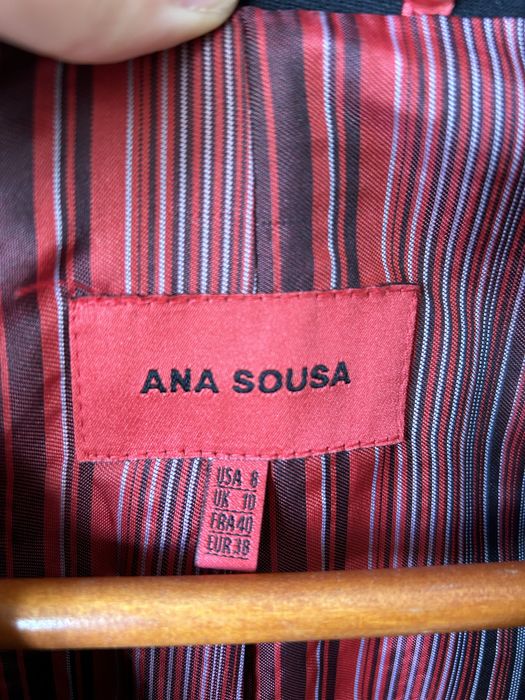 ANA SOUSA
USA 8
UK 10
FRA 40
EUR 38